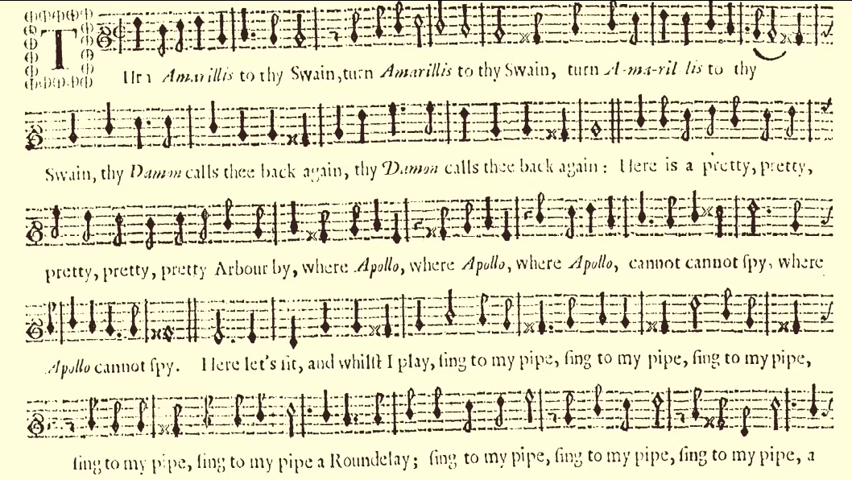 TUrn Amarillis to thy Swain, turn Amarillis to thy Swain, turn A-ma-ril lis to thy
Swain, thy Damon calls thee back again, thy Damon calls thee back again: Here is a pretty, pretty,
pretty, pretty, pretty Arbour by, where Apollo, where Apollo, where Apollo, cannot cannot ſpy, where
Apollo cannot ſpy. Here let's ſit, and whilſt I play, ſing to my pipe, ſing to my pipe, ſing to my pipe,
ſing to my pipe, ſing to my pipe a Roundelay; ſing to my pipe, ſing to my pipe, ſing to my pipe, a